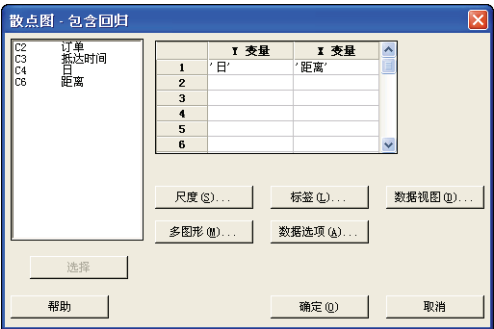 散点图 - 包含回归
C2 订单
C3 抵达时间
C4 日
C6 距离
Y 变量 X 变量
1 '日' '距离'
2
3
4
5
6
尺度(S)... 标签(L)... 数据视图(D)...
多图形(M)... 数据选项(A)...
选择
帮助 确定(O) 取消